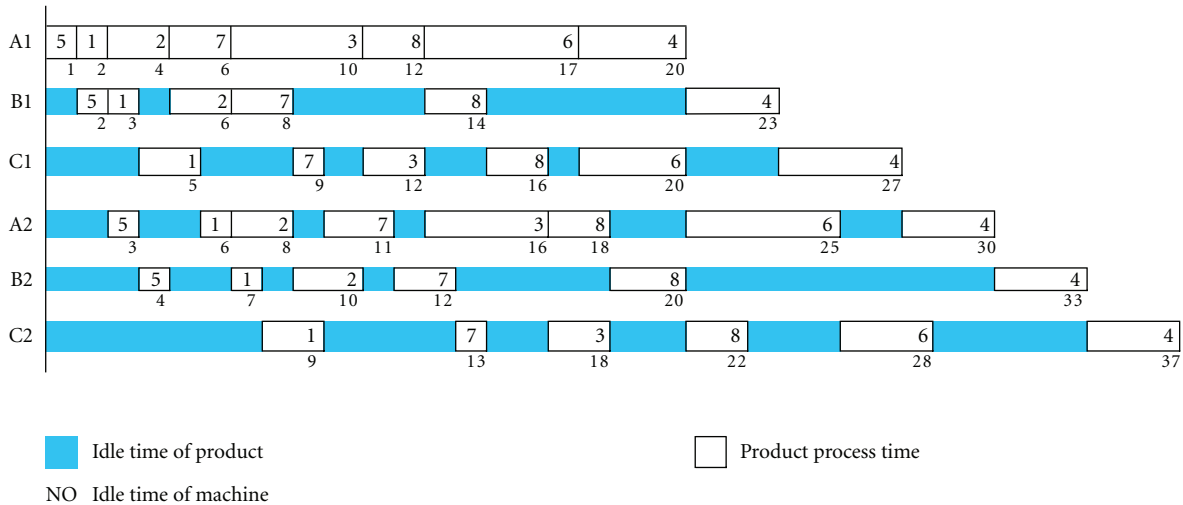 A1 5 1 2 7 3 8 6 4
1 2 4 6 10 12 17 20
B1 5 1 2 7 8 4
2 3 6 8 14 23
C1 1 7 3 8 6 4
5 9 12 16 20 27
A2 5 1 2 7 3 8 6 4
3 6 8 11 16 18 25 30
B2 5 1 2 7 8 4
4 7 10 12 20 33
C2 1 7 3 8 6 4
9 13 18 22 28 37
Idle time of product Product process time
NO Idle time of machine